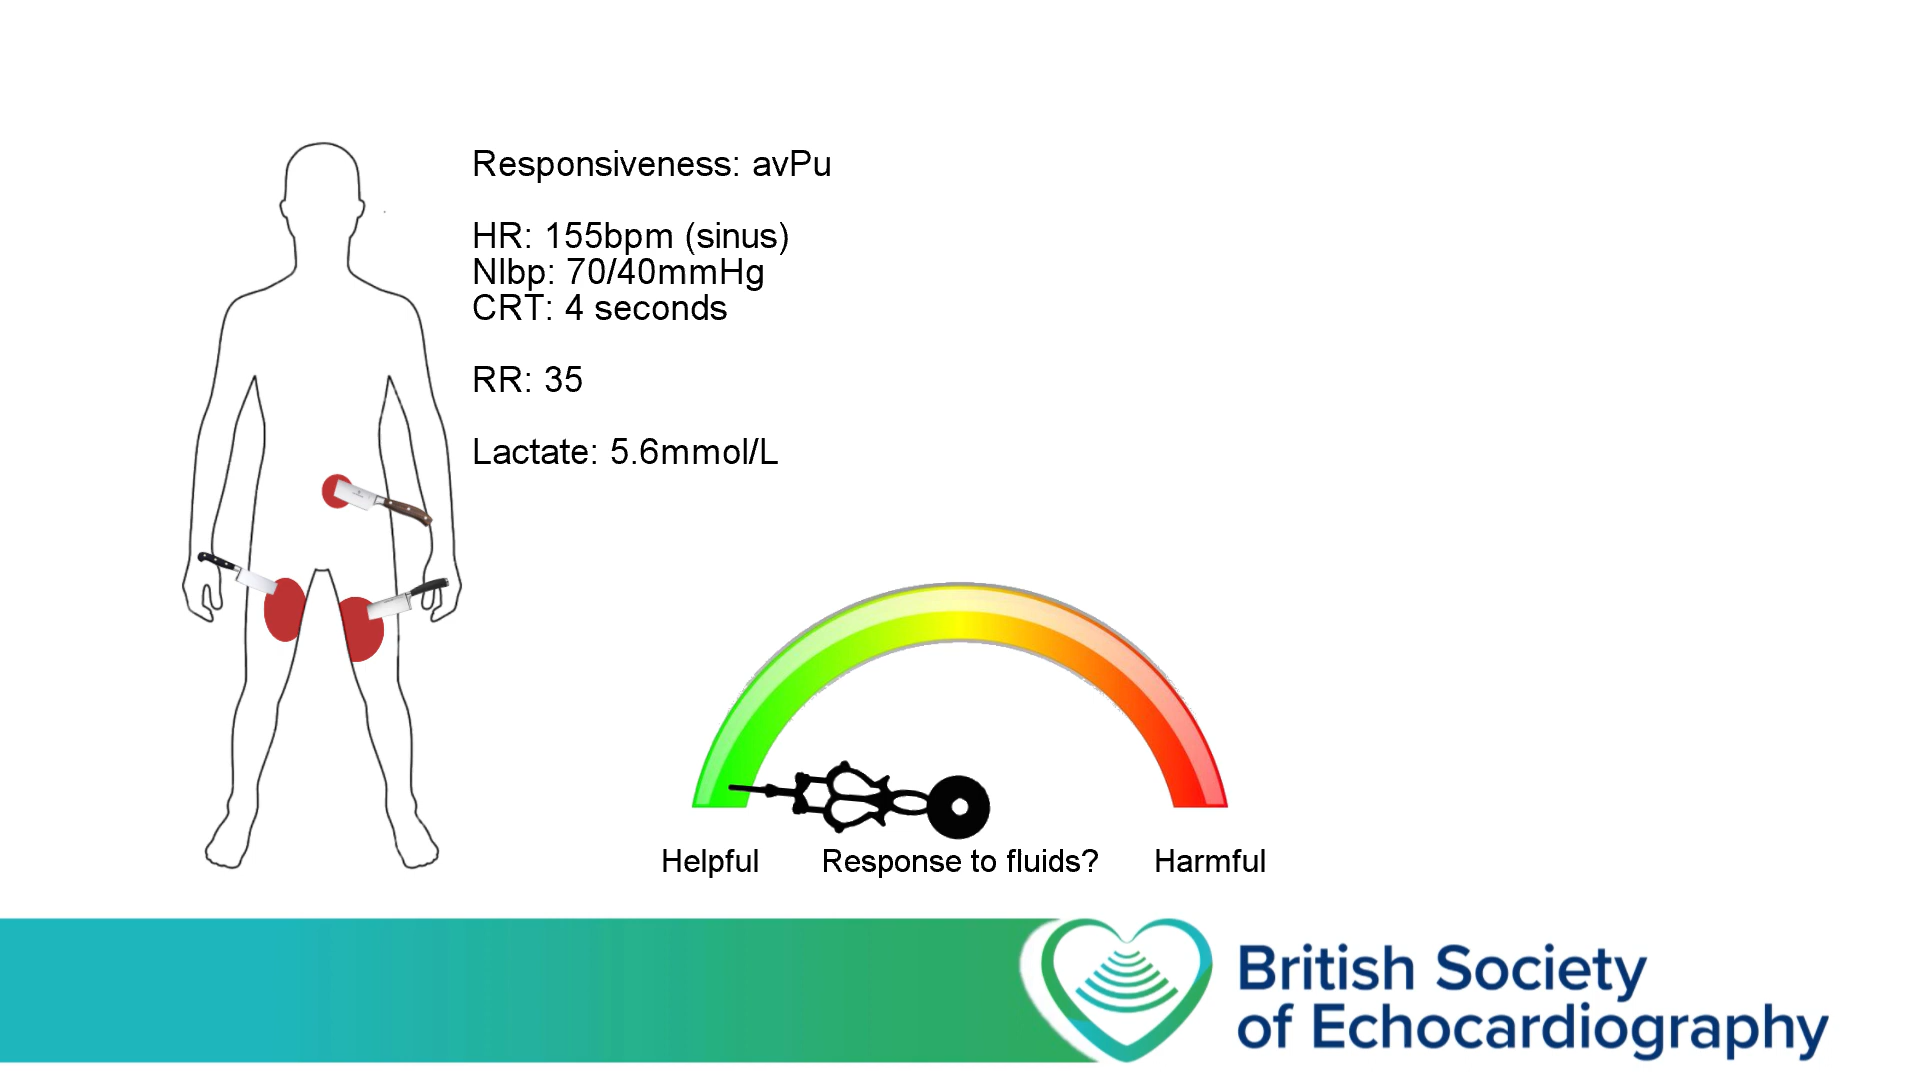 Responsiveness: avPu
HR: 155bpm (sinus)
NIbp: 70/40mmHg
CRT: 4 seconds
RR: 35
Lactate: 5.6mmol/L
Helpful Response to fluids? Harmful
British Society
of Echocardiography